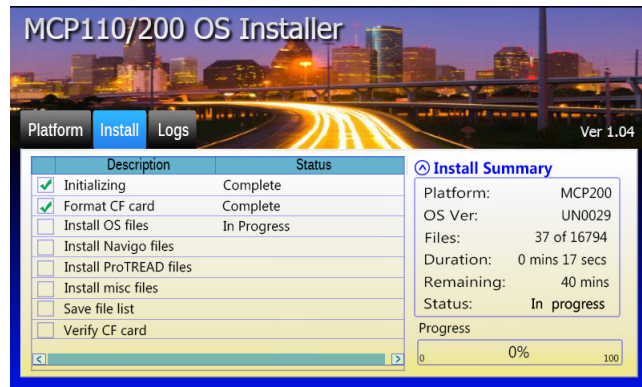 MCP110/200 OS Installer
Platform Install Logs
Ver 1.04
Description Status
Initializing Complete
Format CF card Complete
Install OS files In Progress
Install Navigo files
Install ProTREAD files
Install misc files
Save file list
Verify CF card
Install Summary
Platform: MCP200
OS Ver: UN0029
Files: 37 of 16794
Duration: 0 mins 17 secs
Remaining: 40 mins
Status: In progress
Progress
0 0% 100